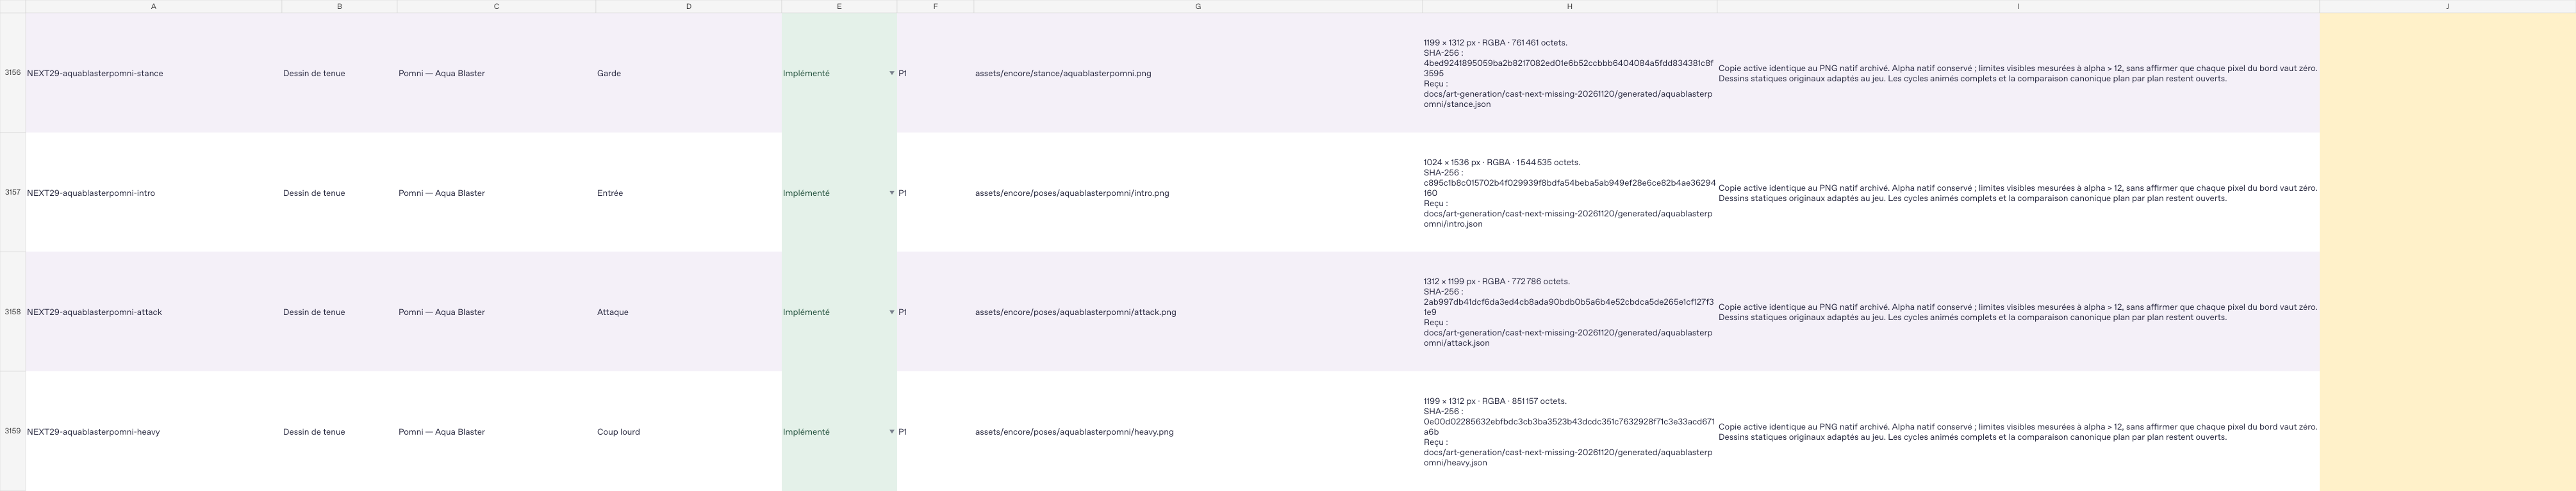 A B C D E F G H I J
3156 NEXT29-aquablasterpomni-stance Dessin de tenue Pomni — Aqua Blaster Garde Implémenté P1 assets/encore/stance/aquablasterpomni.png
1199 × 1312 px · RGBA · 761 461 octets.
SHA-256 :
4bed9241895059ba2b8217082ed01e6b52ccbbb6404084a5fdd834381c8f
3595
Reçu :
docs/art-generation/cast-next-missing-20261120/generated/aquablasterp
omni/stance.json
Copie active identique au PNG natif archivé. Alpha natif conservé ; limites visibles mesurées à alpha > 12, sans affirmer que chaque pixel du bord vaut zéro.
Dessins statiques originaux adaptés au jeu. Les cycles animés complets et la comparaison canonique plan par plan restent ouverts.
3157 NEXT29-aquablasterpomni-intro Dessin de tenue Pomni — Aqua Blaster Entrée Implémenté P1 assets/encore/poses/aquablasterpomni/intro.png
1024 × 1536 px · RGBA · 1 544 535 octets.
SHA-256 :
c895c1b8c015702b4f029939f8bdfa54beba5ab949ef28e6ce82b4ae36294
160
Reçu :
docs/art-generation/cast-next-missing-20261120/generated/aquablasterp
omni/intro.json
Copie active identique au PNG natif archivé. Alpha natif conservé ; limites visibles mesurées à alpha > 12, sans affirmer que chaque pixel du bord vaut zéro.
Dessins statiques originaux adaptés au jeu. Les cycles animés complets et la comparaison canonique plan par plan restent ouverts.
3158 NEXT29-aquablasterpomni-attack Dessin de tenue Pomni — Aqua Blaster Attaque Implémenté P1 assets/encore/poses/aquablasterpomni/attack.png
1312 × 1199 px · RGBA · 772 786 octets.
SHA-256 :
2ab997db41dcf6da3ed4cb8ada90bdb0b5a6b4e52cbdca5de265e1cf127f3
1e9
Reçu :
docs/art-generation/cast-next-missing-20261120/generated/aquablasterp
omni/attack.json
Copie active identique au PNG natif archivé. Alpha natif conservé ; limites visibles mesurées à alpha > 12, sans affirmer que chaque pixel du bord vaut zéro.
Dessins statiques originaux adaptés au jeu. Les cycles animés complets et la comparaison canonique plan par plan restent ouverts.
3159 NEXT29-aquablasterpomni-heavy Dessin de tenue Pomni — Aqua Blaster Coup lourd Implémenté P1 assets/encore/poses/aquablasterpomni/heavy.png
1199 × 1312 px · RGBA · 851 157 octets.
SHA-256 :
0e00d02285632ebfbdc3cb3ba3523b43dcdc351c7632928f71c3e33acd671
a6b
Reçu :
docs/art-generation/cast-next-missing-20261120/generated/aquablasterp
omni/heavy.json
Copie active identique au PNG natif archivé. Alpha natif conservé ; limites visibles mesurées à alpha > 12, sans affirmer que chaque pixel du bord vaut zéro.
Dessins statiques originaux adaptés au jeu. Les cycles animés complets et la comparaison canonique plan par plan restent ouverts.